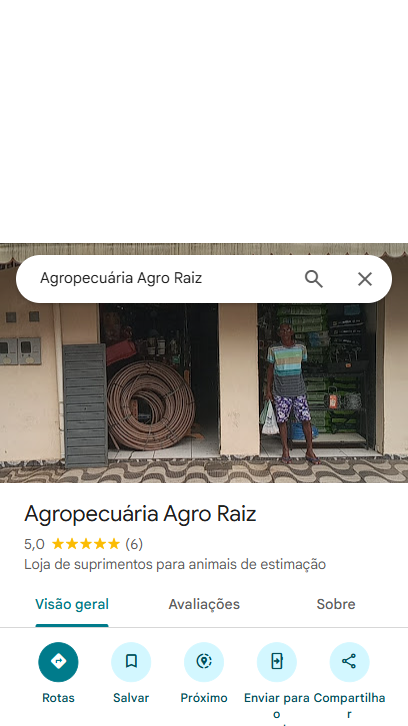 Agropecuária Agro Raiz
Agropecuária Agro Raiz
5,0 (6)
Loja de suprimentos para animais de estimação
Visão geral Avaliações Sobre
Rotas Salvar Próximo Enviar para Compartilha
o r